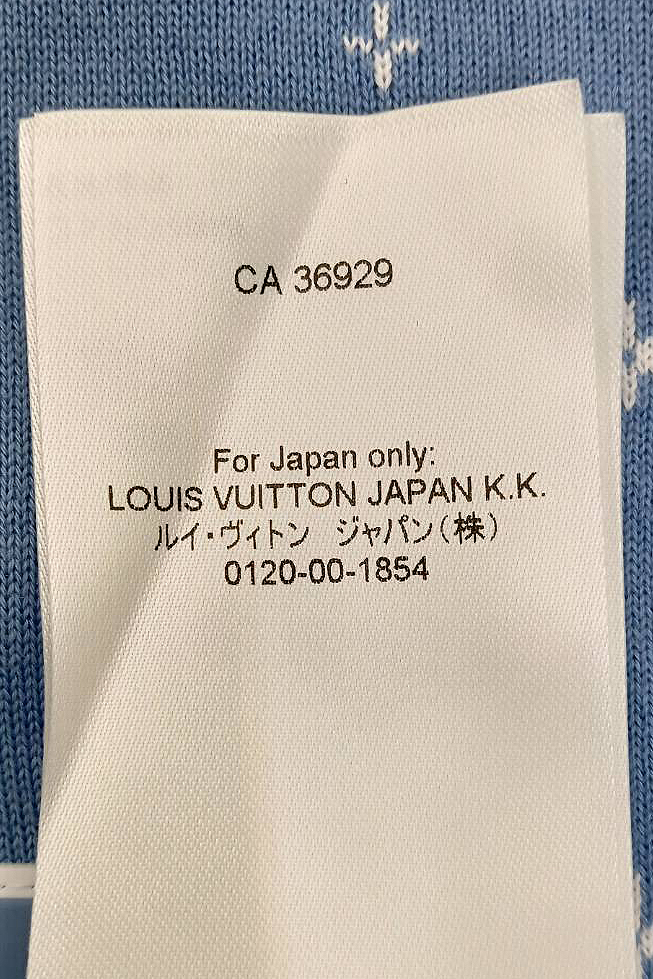 CA 36929
For Japan only:
LOUIS VUITTON JAPAN K.K.
ルイ・ヴィトン　ジャパン(株)
0120-00-1854